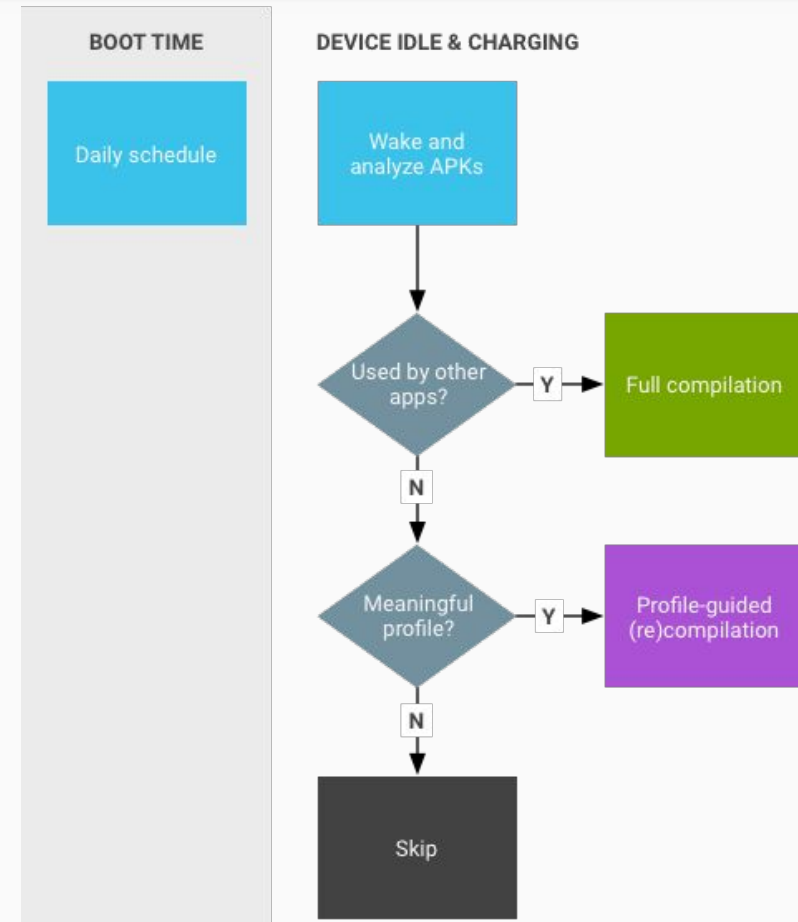 BOOT TIME
DEVICE IDLE & CHARGING
Daily schedule
Wake and
analyze APKs
Used by other
apps?
Y
Full compilation
N
Meaningful
profile?
Y
Profile-guided
(re)compilation
N
Skip